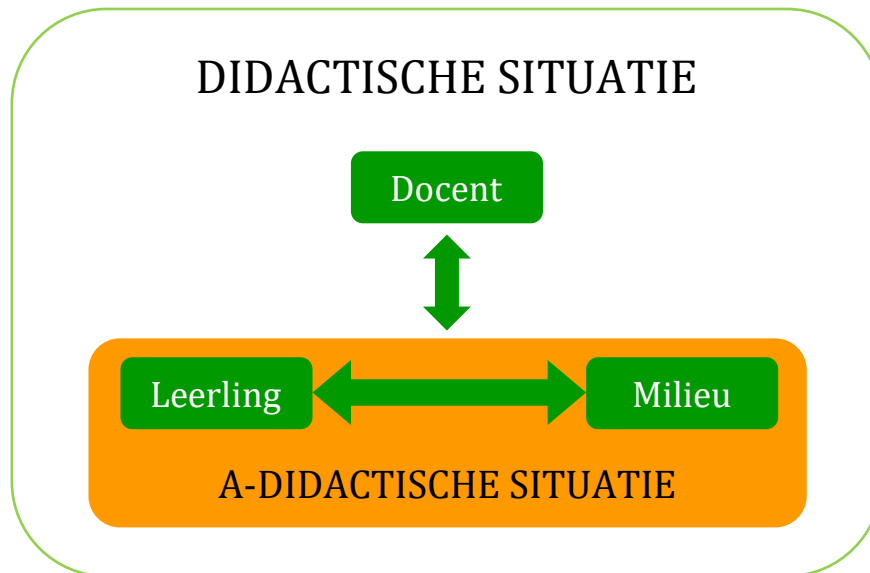 DIDACTISCHE SITUATIE
Docent
Leerling
Milieu
A-DIDACTISCHE SITUATIE